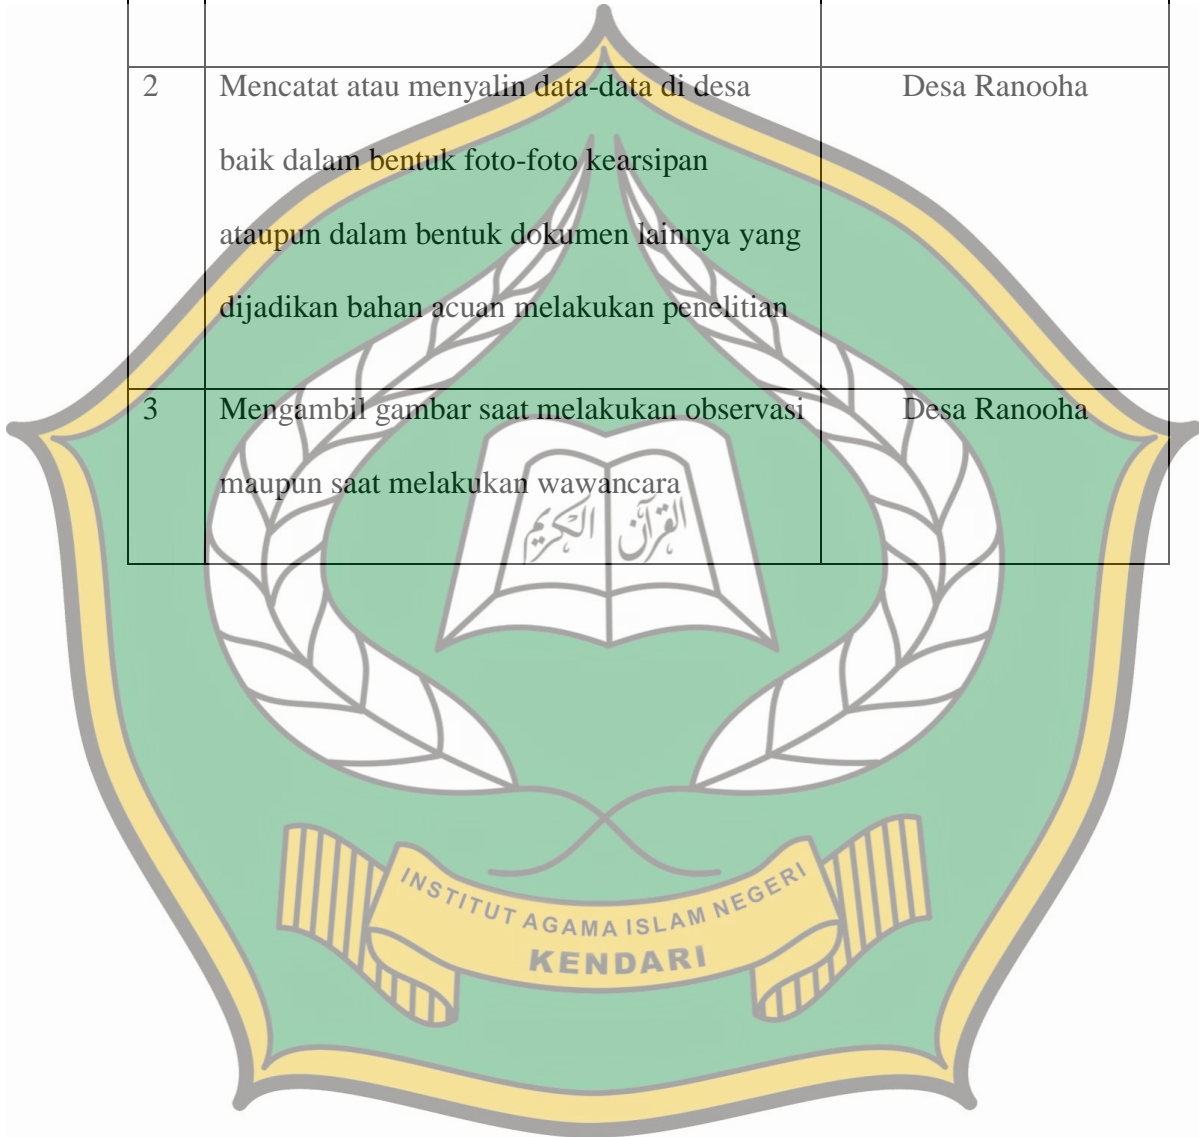 2 Mencatat atau menyalin data-data di desa Desa Ranooha
baik dalam bentuk foto-foto kearsipan
ataupun dalam bentuk dokumen lainnya yang
dijadikan bahan acuan melakukan penelitian
3 Mengambil gambar saat melakukan observasi Desa Ranooha
maupun saat melakukan wawancara
القرآن الكريم
INSTITUT AGAMA ISLAM NEGERI
KENDARI